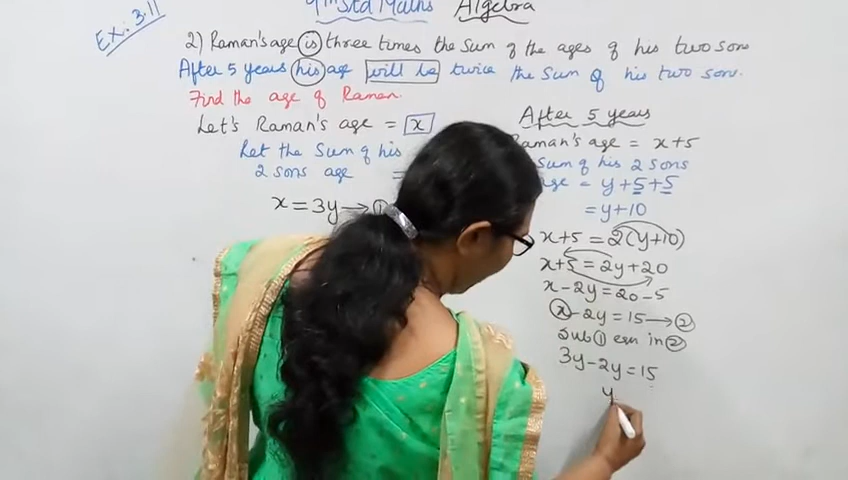 Ex: 3.11
9th Std Maths Algebra
2) Raman's age is three times the sum of the ages of his two sons
After 5 years his age will be twice the sum of his two sons.
Find the age of Raman.
Let's Raman's age = x
Let the sum of his
2 sons age =
x = 3y → ①
After 5 years
Raman's age = x+5
sum of his 2 sons
age = y+5+5
= y+10
x+5 = 2(y+10)
x+5 = 2y+20
x-2y = 20-5
x-2y = 15 → ②
Sub ① eqn in ②
3y-2y = 15
y